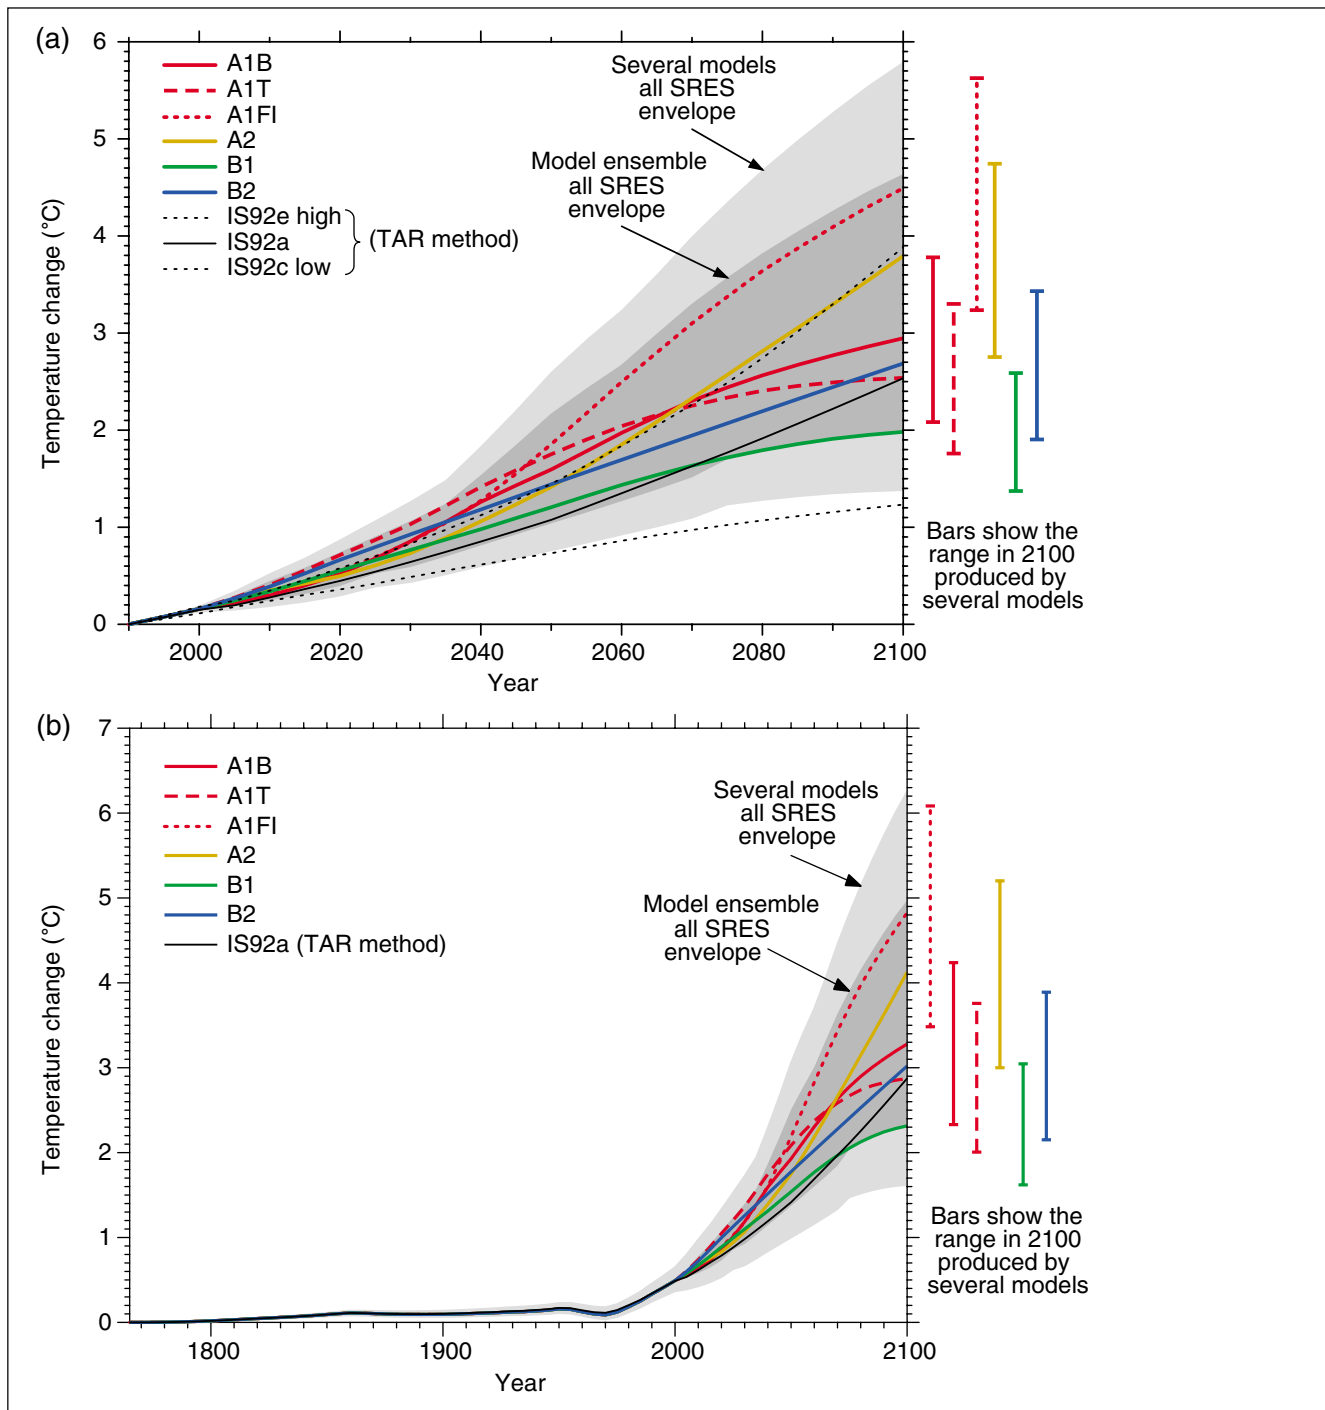 (a)
6
5
4
3
2
1
0
Temperature change (°C)
A1B
A1T
A1FI
A2
B1
B2
IS92e high
IS92a
IS92c low
(TAR method)
Several models
all SRES
envelope
Model ensemble
all SRES
envelope
2000 2020 2040 2060 2080 2100
Year
Bars show the
range in 2100
produced by
several models
(b)
7
6
5
4
3
2
1
0
Temperature change (°C)
A1B
A1T
A1FI
A2
B1
B2
IS92a (TAR method)
Several models
all SRES
envelope
Model ensemble
all SRES
envelope
1800 1900 2000 2100
Year
Bars show the
range in 2100
produced by
several models